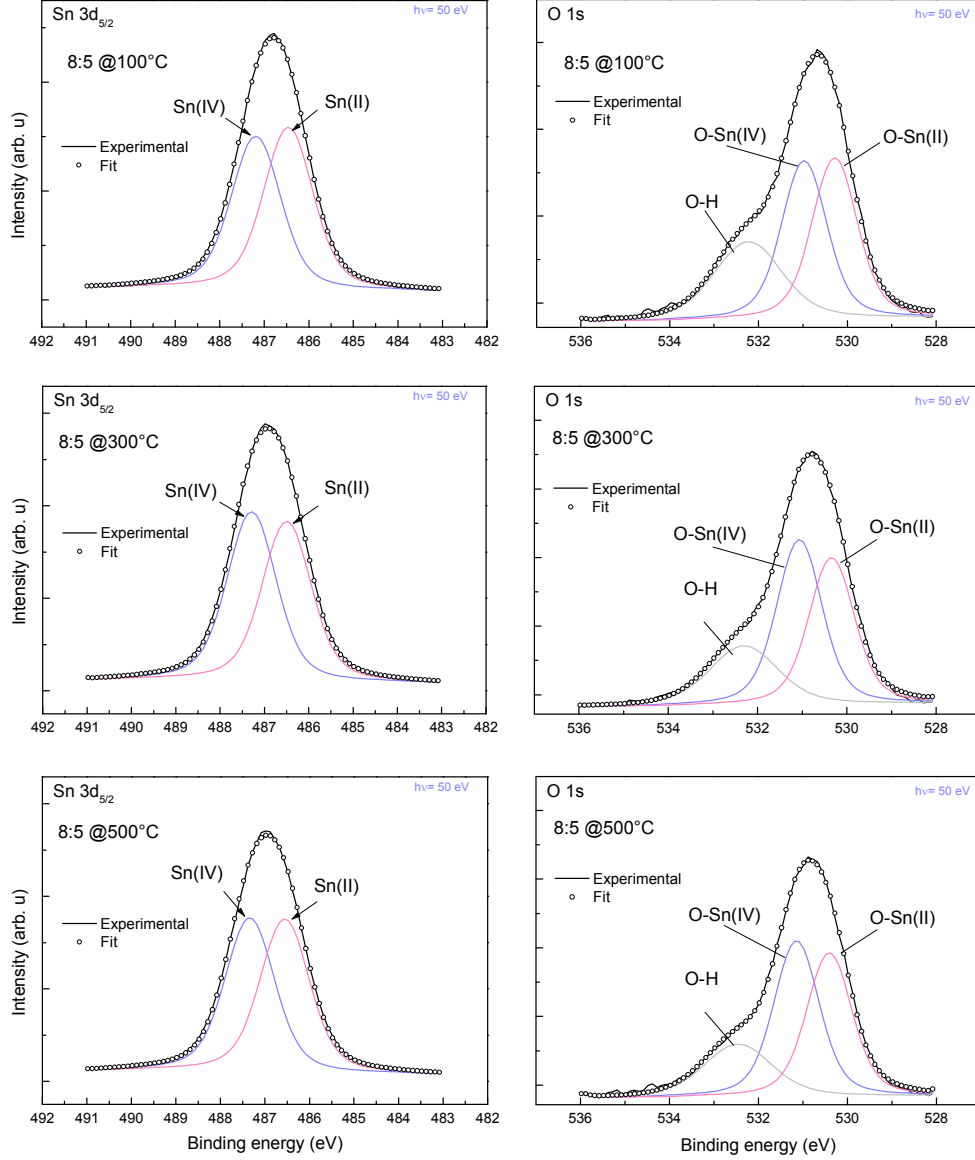 Sn 3d5/2
hν= 50 eV
8:5 @100°C
Sn(IV)
Sn(II)
Experimental
Fit
Intensity (arb. u)
492 491 490 489 488 487 486 485 484 483 482
O 1s
hν= 50 eV
8:5 @100°C
Experimental
Fit
O-Sn(IV)
O-Sn(II)
O-H
536 534 532 530 528
Sn 3d5/2
hν= 50 eV
8:5 @300°C
Sn(IV)
Sn(II)
Experimental
Fit
Intensity (arb. u)
492 491 490 489 488 487 486 485 484 483 482
O 1s
hν= 50 eV
8:5 @300°C
Experimental
Fit
O-Sn(IV)
O-Sn(II)
O-H
536 534 532 530 528
Sn 3d5/2
hν= 50 eV
8:5 @500°C
Sn(IV)
Sn(II)
Experimental
Fit
Intensity (arb. u)
492 491 490 489 488 487 486 485 484 483 482
Binding energy (eV)
O 1s
hν= 50 eV
8:5 @500°C
Experimental
Fit
O-Sn(IV)
O-Sn(II)
O-H
536 534 532 530 528
Binding energy (eV)